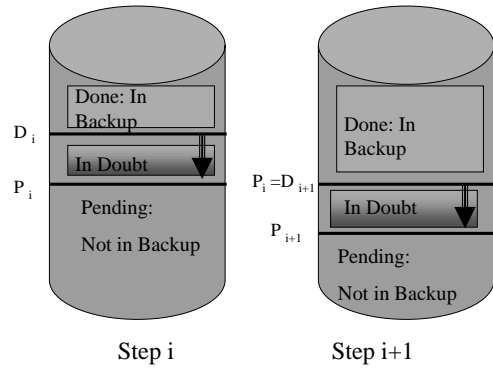 Done: In
Backup
D i
In Doubt
P i
Pending:
Not in Backup
Step i
Done: In
Backup
P i =D i+1
In Doubt
P i+1
Pending:
Not in Backup
Step i+1